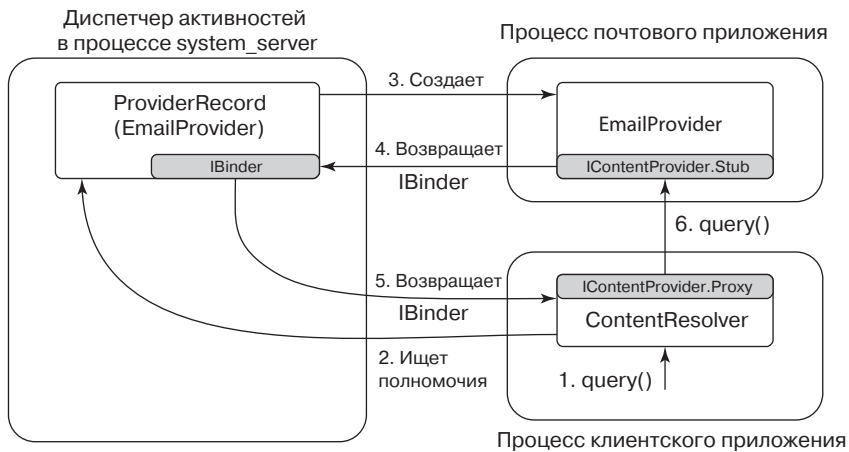 Диспетчер активностей
в процессе system_server
Процесс почтового приложения
3. Создает
ProviderRecord
(EmailProvider)
EmailProvider
4. Возвращает
IBinder
IBinder
IContentProvider.Stub
6. query()
5. Возвращает
IBinder
IContentProvider.Proxy
ContentResolver
2. Ищет
полномочия
1. query()
Процесс клиентского приложения